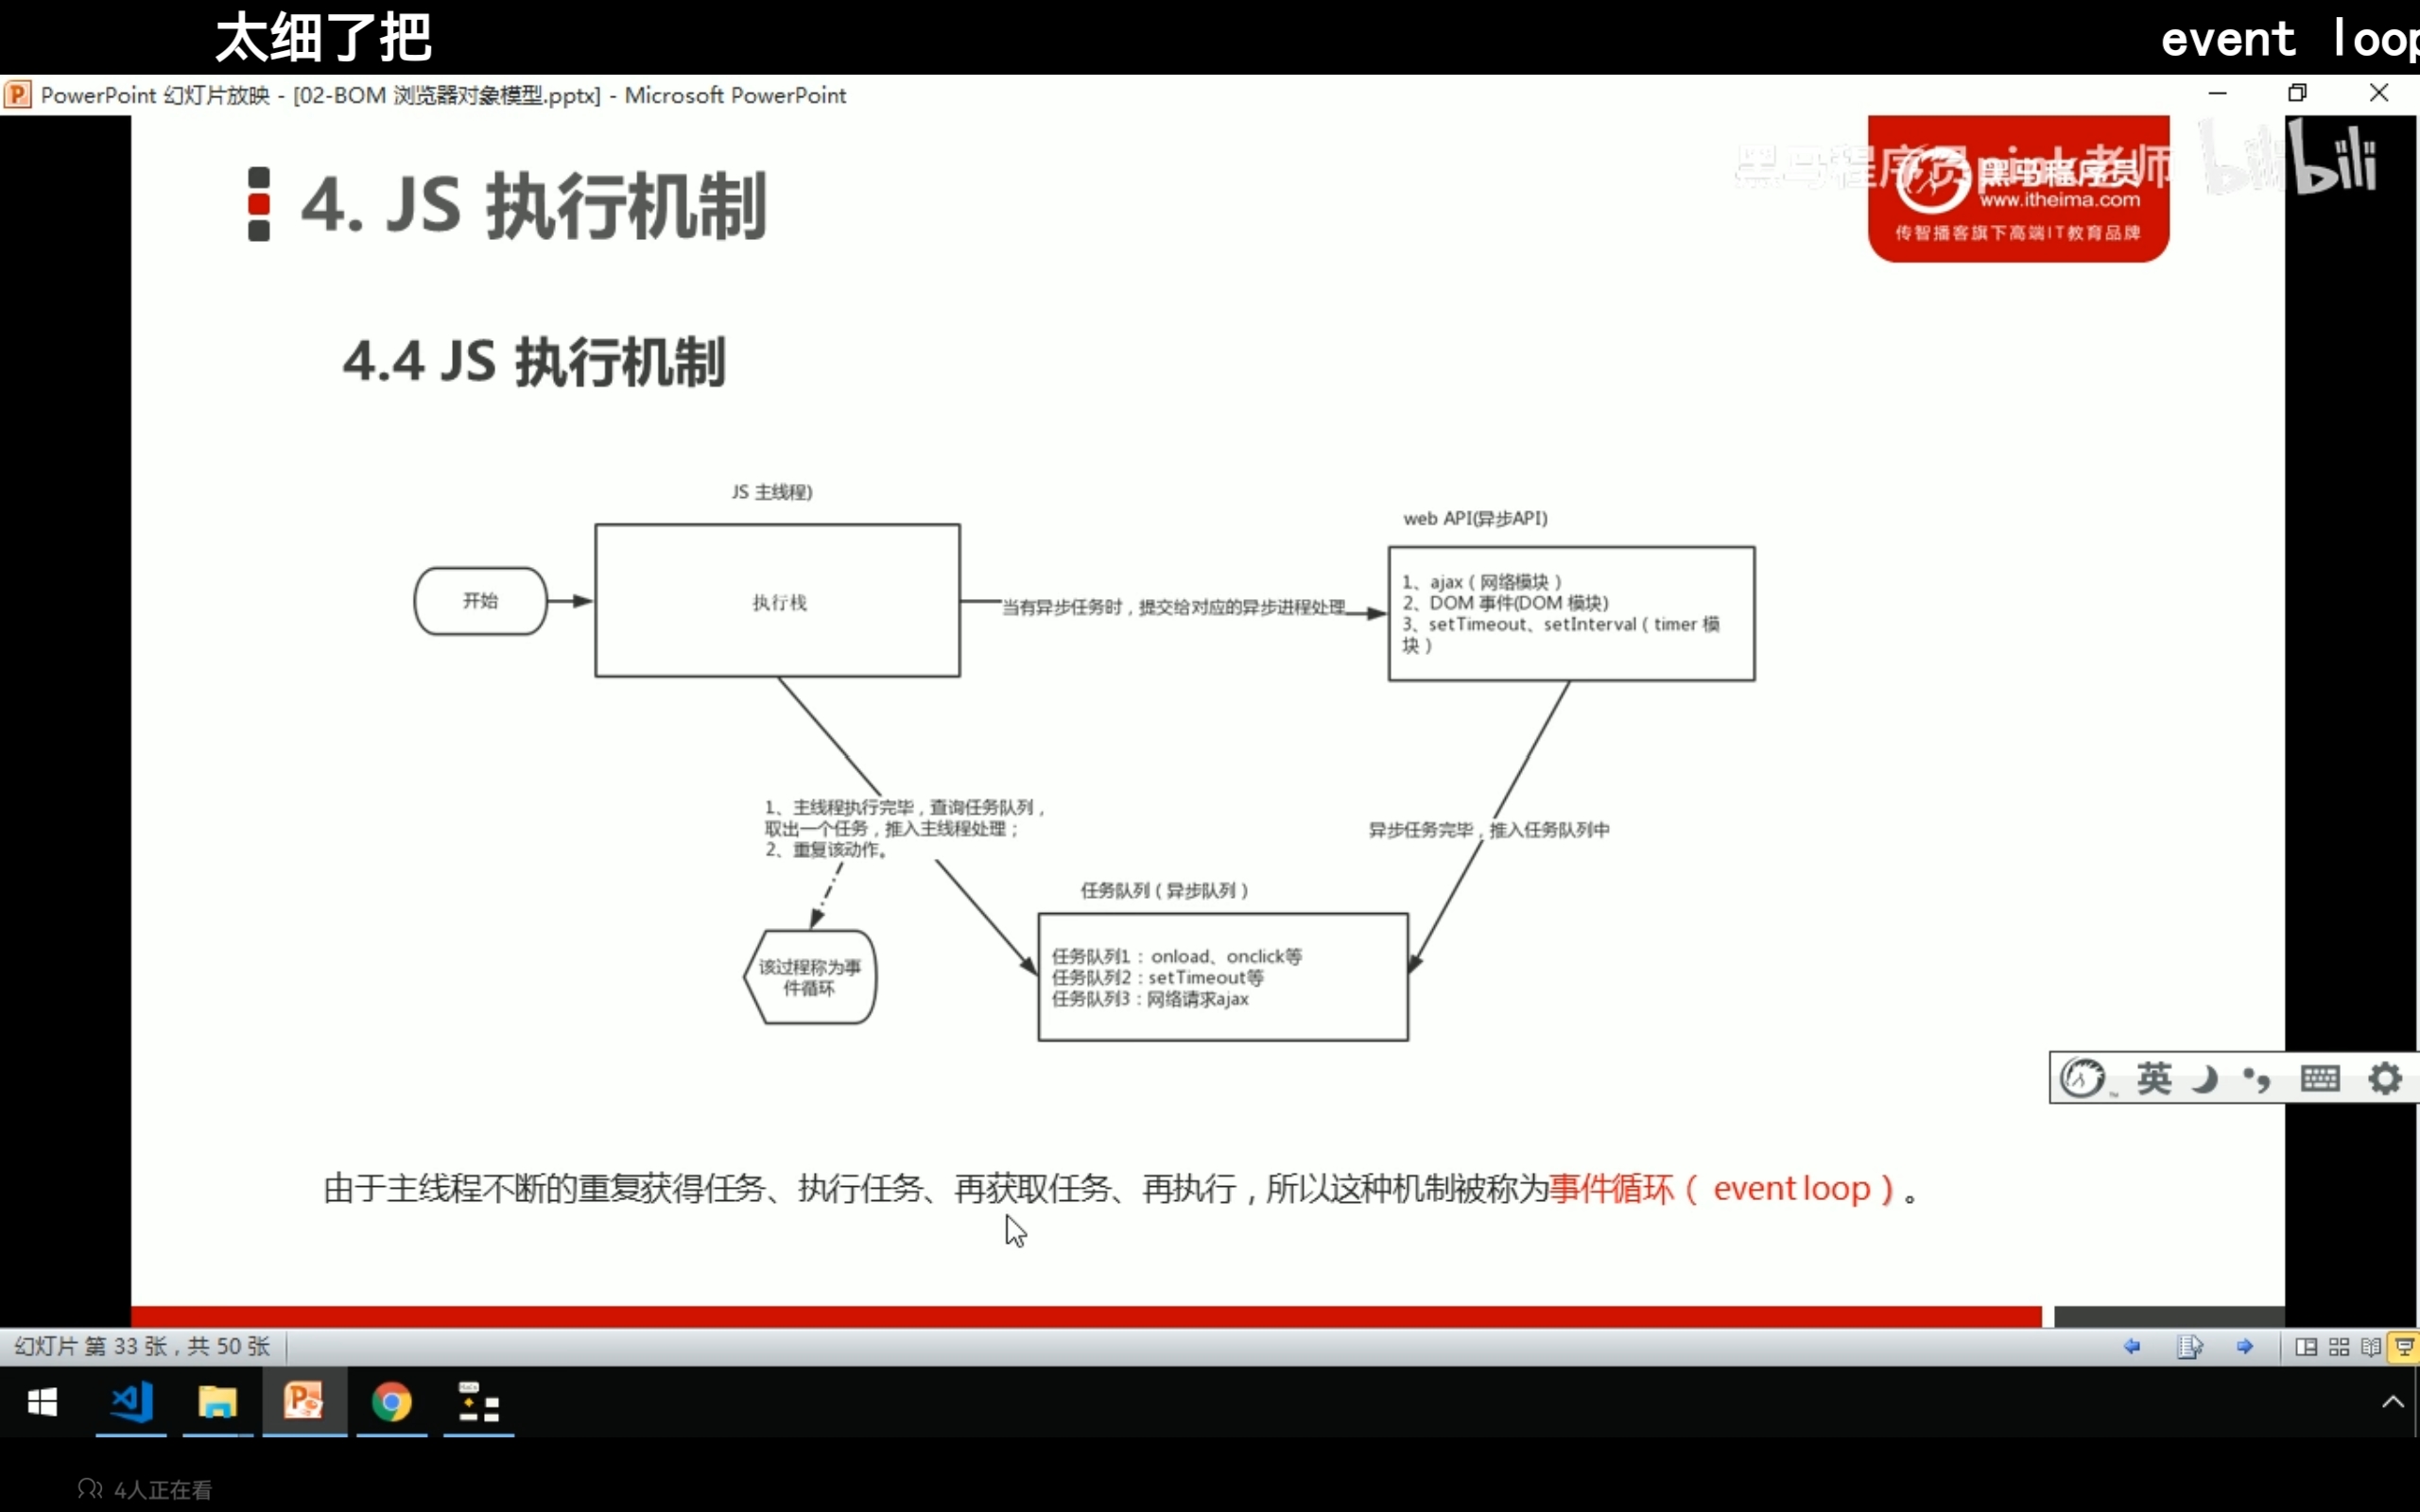 太细了把
event loop
PowerPoint 幻灯片放映 - [02-BOM 浏览器对象模型.pptx] - Microsoft PowerPoint
黑马程序员pink老师
bilibili
黑马程序员
www.itheima.com
传智播客旗下高端IT教育品牌
4. JS 执行机制
4.4 JS 执行机制
JS 主线程)
web API(异步API)
开始
执行栈
当有异步任务时，提交给对应的异步进程处理
1、ajax（网络模块）
2、DOM 事件(DOM 模块)
3、setTimeout、setInterval（timer 模
块）
1、主线程执行完毕，查询任务队列，
取出一个任务，推入主线程处理；
2、重复该动作。
异步任务完毕，推入任务队列中
任务队列（异步队列）
该过程称为事
件循环
任务队列1：onload、onclick等
任务队列2：setTimeout等
任务队列3：网络请求ajax
英
由于主线程不断的重复获得任务、执行任务、再获取任务、再执行，所以这种机制被称为事件循环（ event loop）。
幻灯片 第 33 张，共 50 张
4人正在看